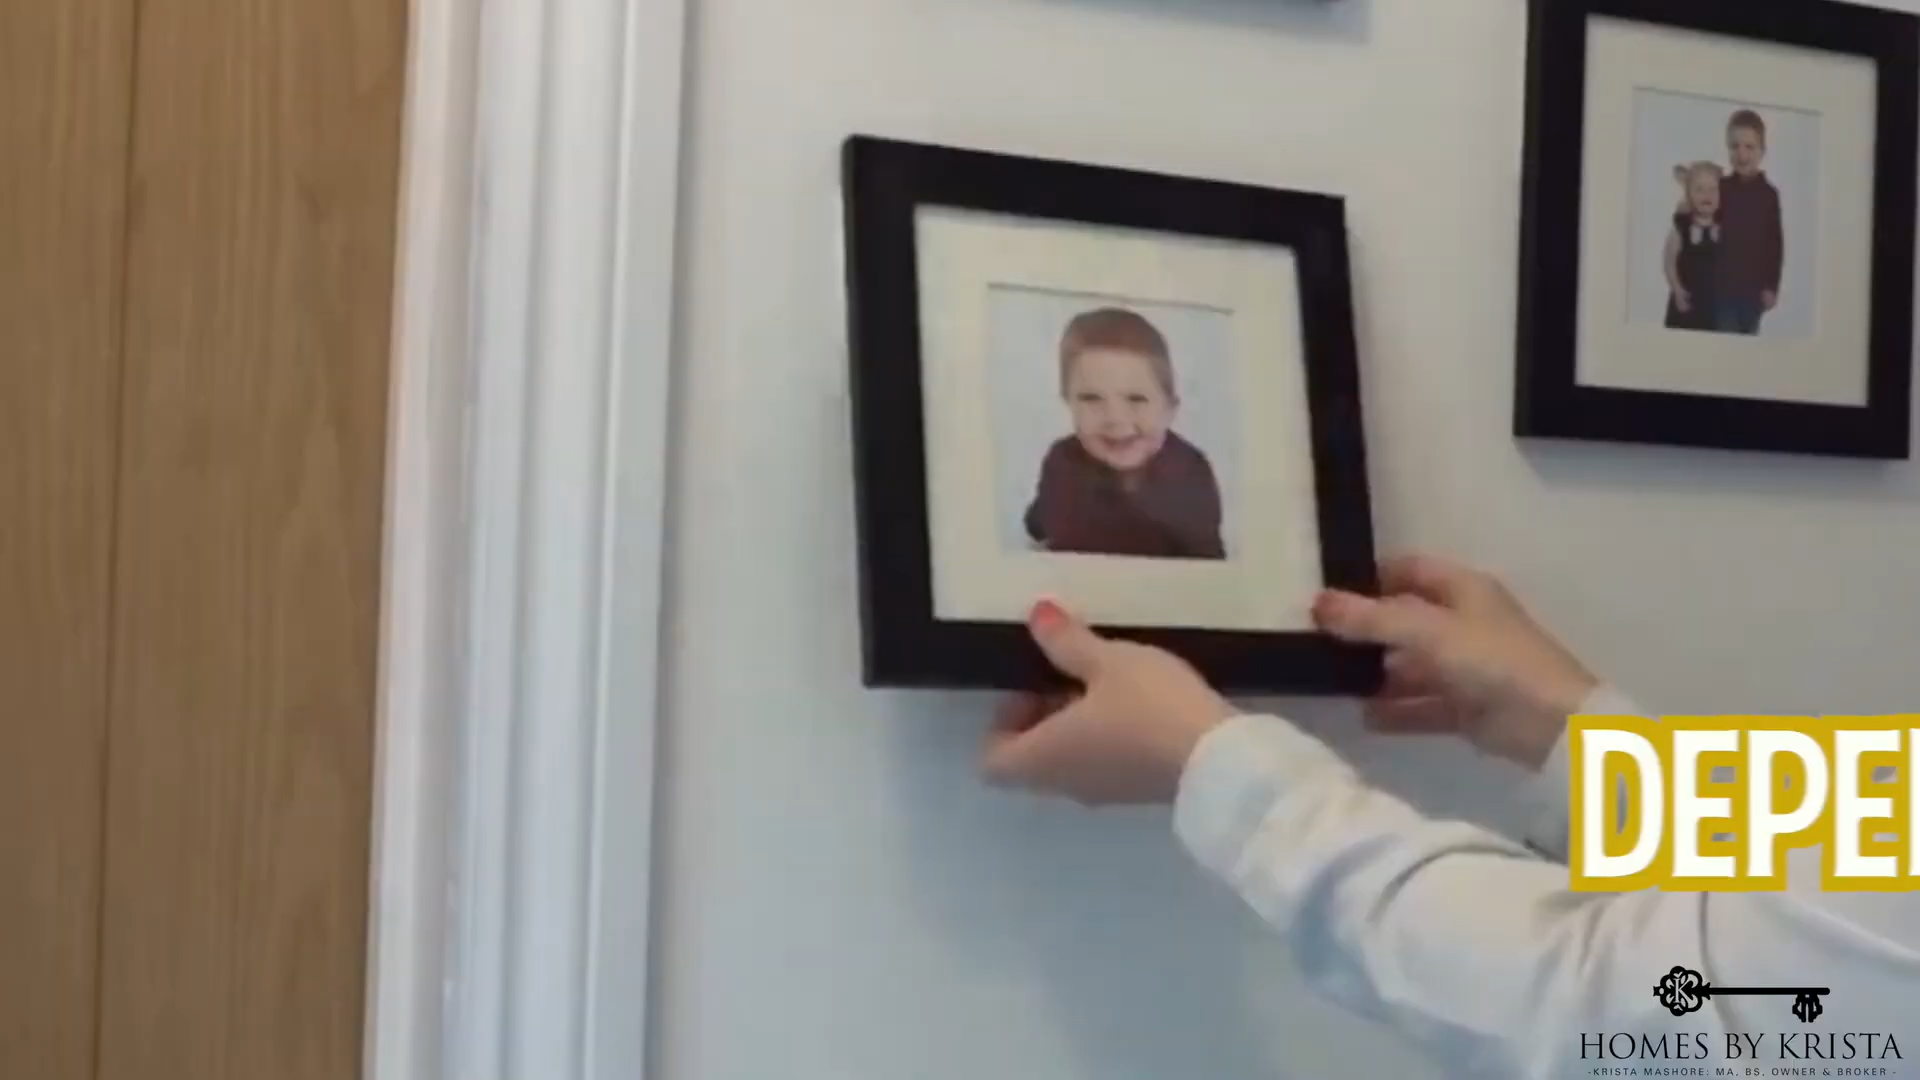 DEPE
HOMES BY KRISTA
-KRISTA MASHORE: MA, BS, OWNER & BROKER -